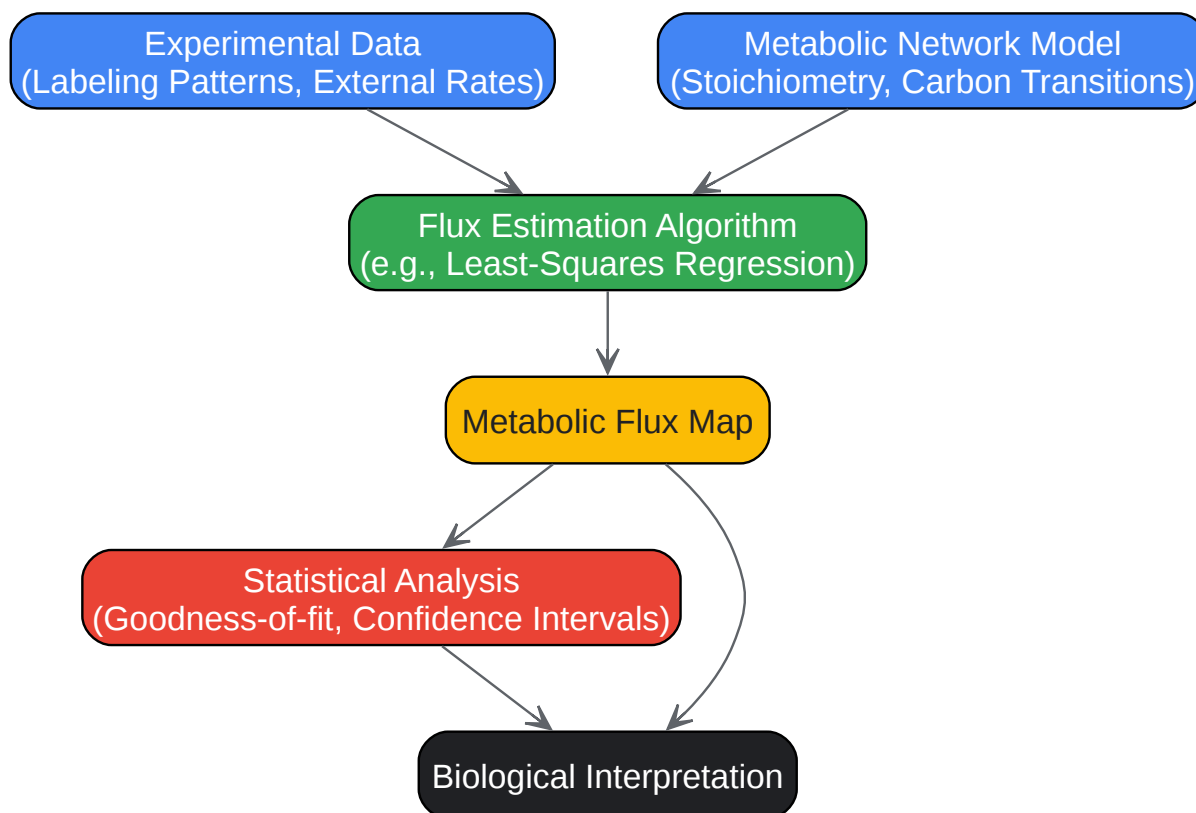 Experimental Data
(Labeling Patterns, External Rates)
Metabolic Network Model
(Stoichiometry, Carbon Transitions)
Flux Estimation Algorithm
(e.g., Least-Squares Regression)
Metabolic Flux Map
Statistical Analysis
(Goodness-of-fit, Confidence Intervals)
Biological Interpretation